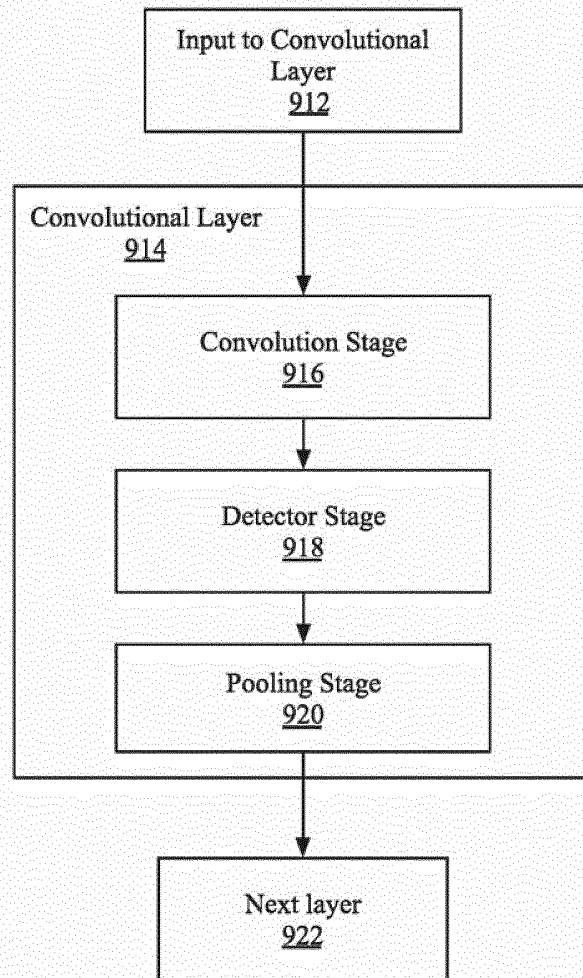 Input to Convolutional
Layer
912
Convolutional Layer
914
Convolution Stage
916
Detector Stage
918
Pooling Stage
920
Next layer
922